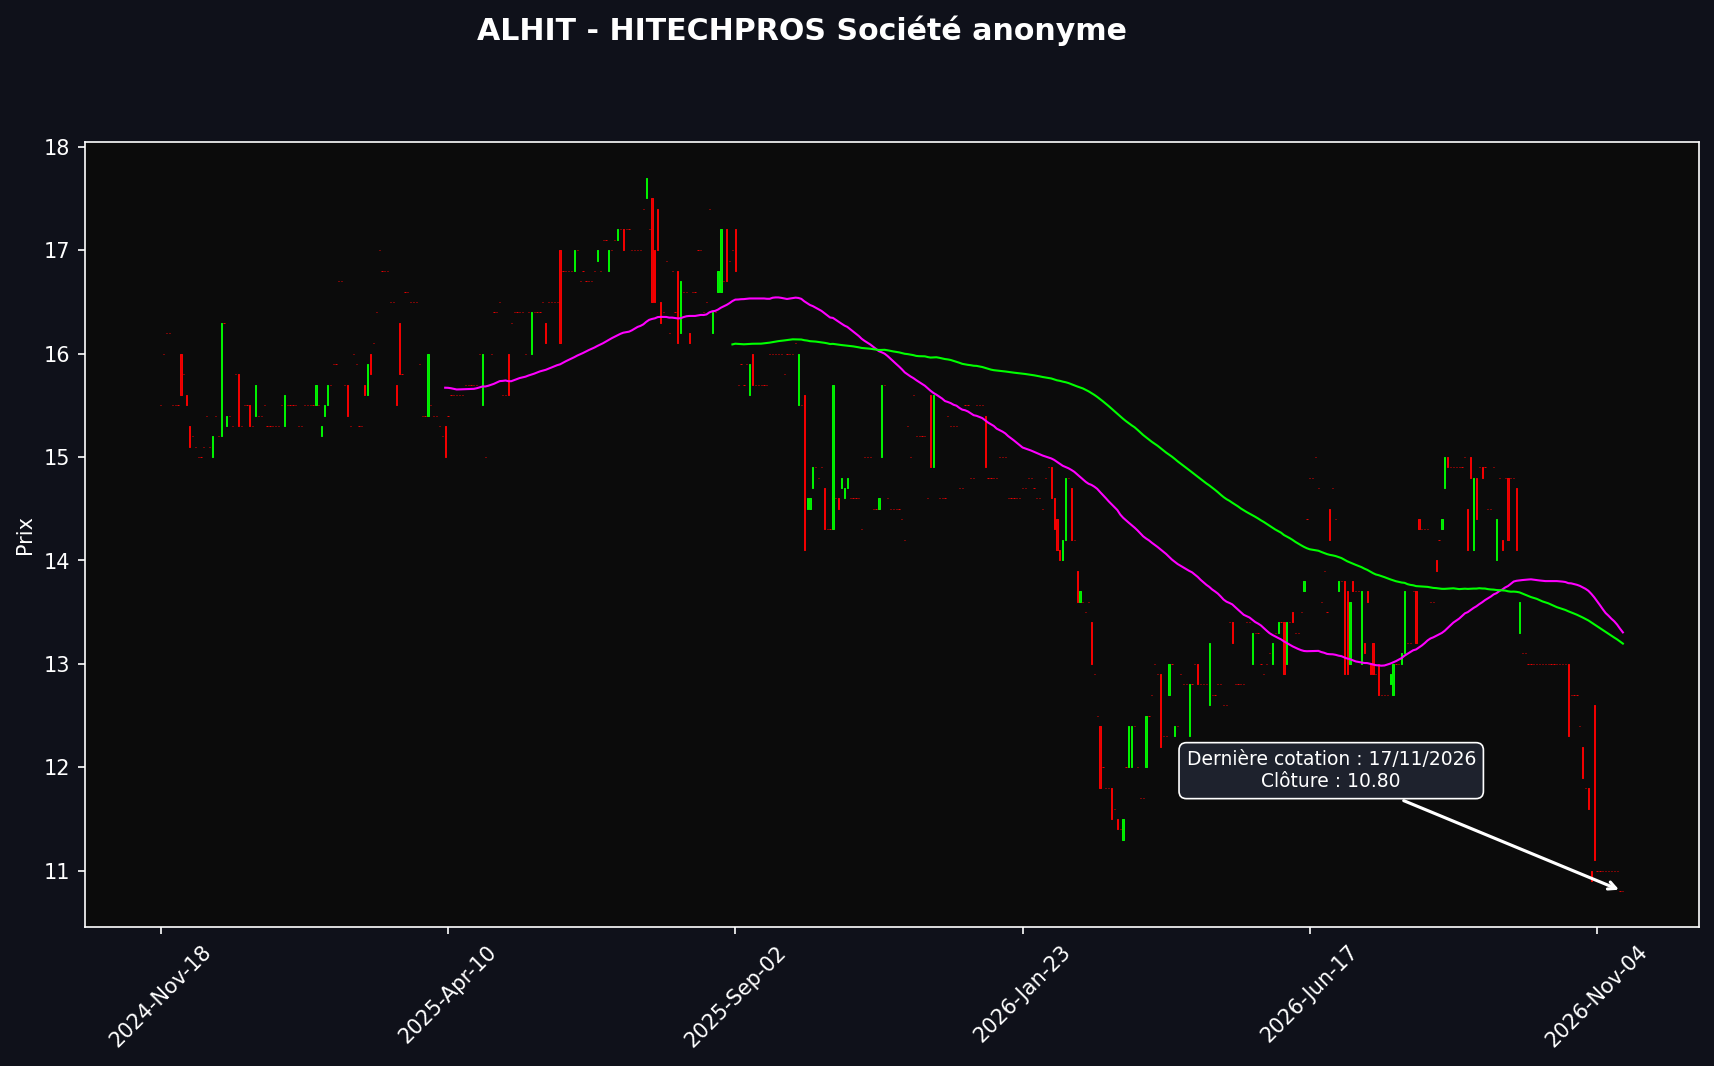 ALHIT - HITECHPROS Société anonyme
Prix
18
17
16
15
14
13
12
11
Dernière cotation : 17/11/2026
Clôture : 10.80
2024-Nov-18
2025-Apr-10
2025-Sep-02
2026-Jan-23
2026-Jun-17
2026-Nov-04